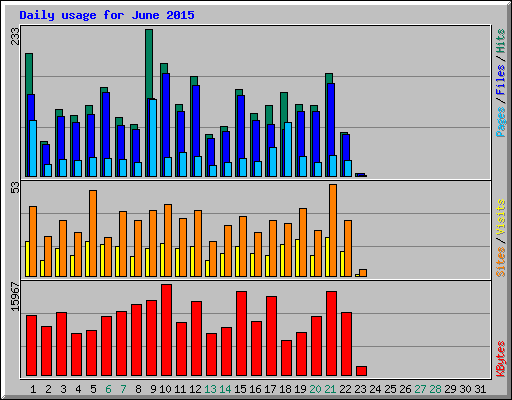 Daily usage for June 2015
233
Pages / Files / Hits
53
Sites / Visits
15967
KBytes
1 2 3 4 5 6 7 8 9 10 11 12 13 14 15 16 17 18 19 20 21 22 23 24 25 26 27 28 29 30 31